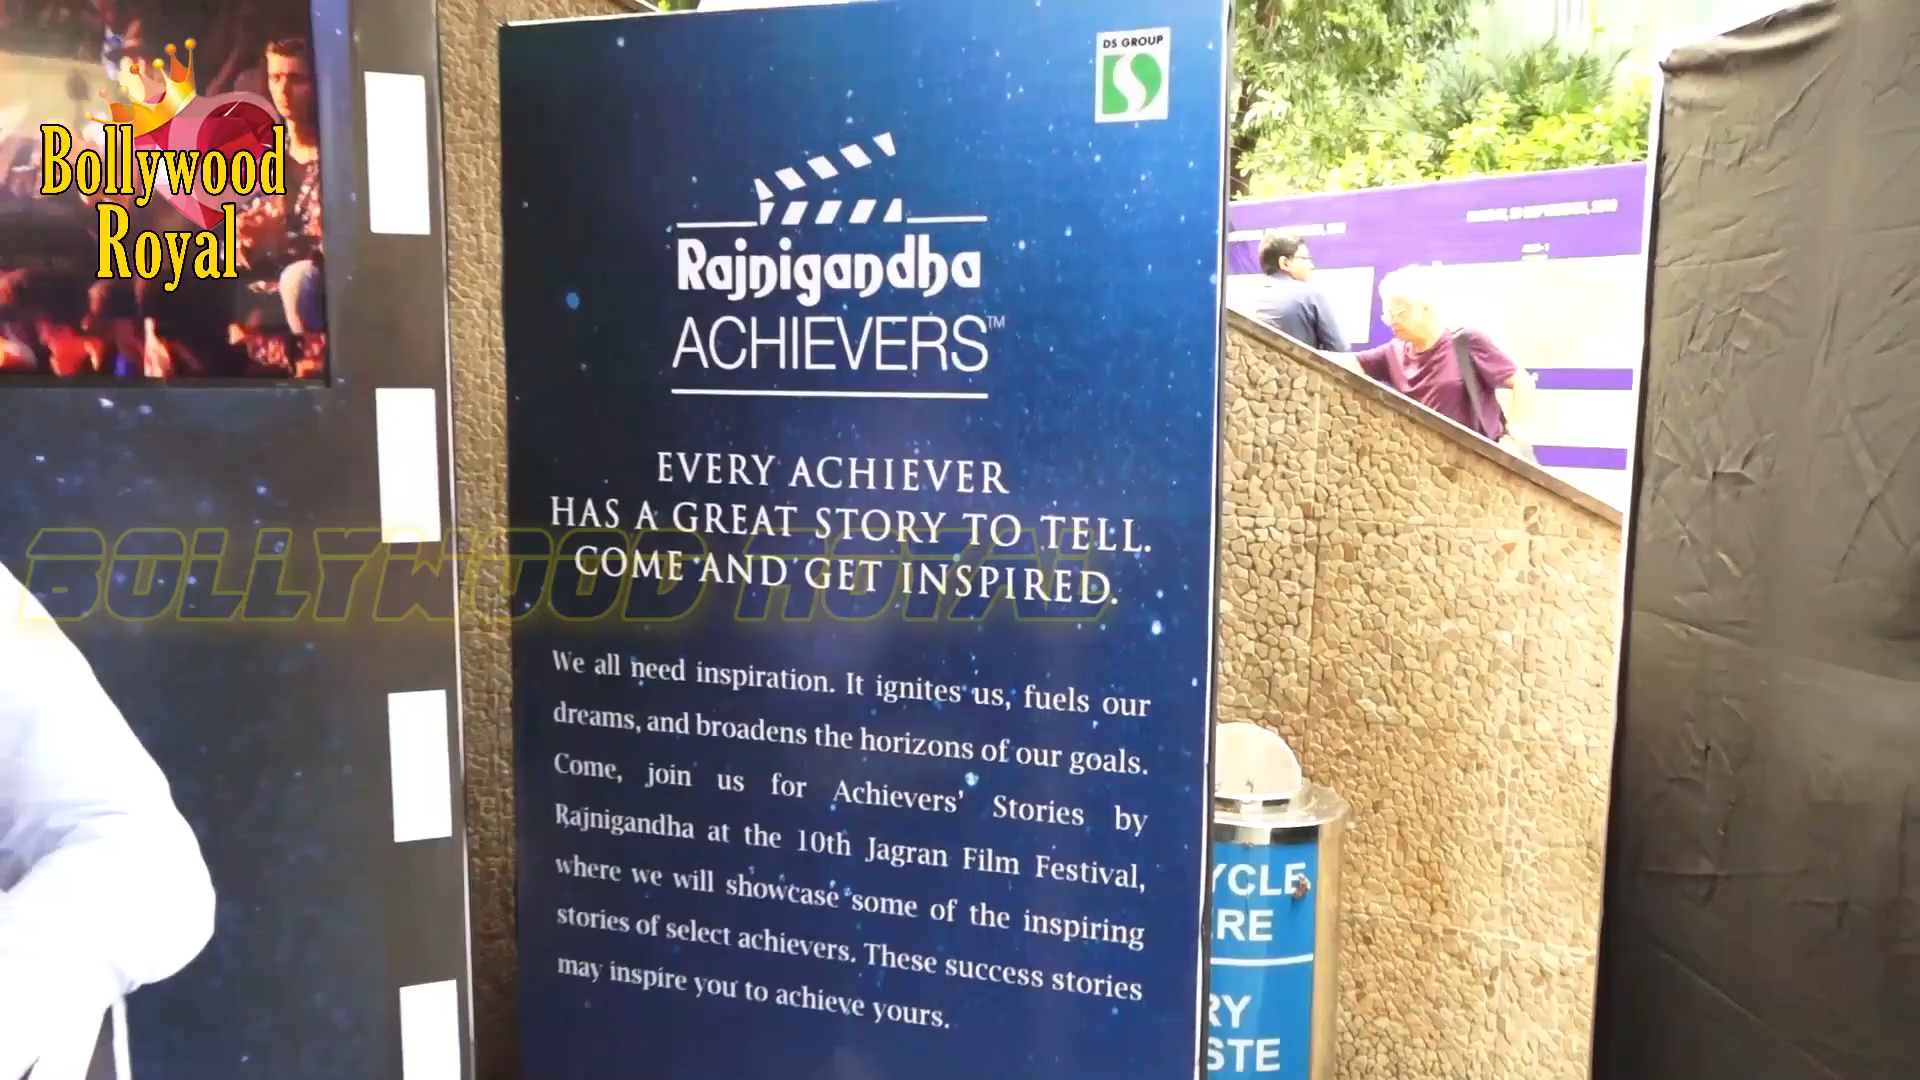 Bollywood
Royal
DS GROUP
Rajnigandha
ACHIEVERS™
EVERY ACHIEVER
HAS A GREAT STORY TO TELL.
COME AND GET INSPIRED.
BOLLYWOOD ROYAL
We all need inspiration. It ignites us, fuels our
dreams, and broadens the horizons of our goals.
Come, join us for Achievers' Stories by
Rajnigandha at the 10th Jagran Film Festival,
where we will showcase some of the inspiring
stories of select achievers. These success stories
may inspire you to achieve yours.
YCLE
RE
RY
STE